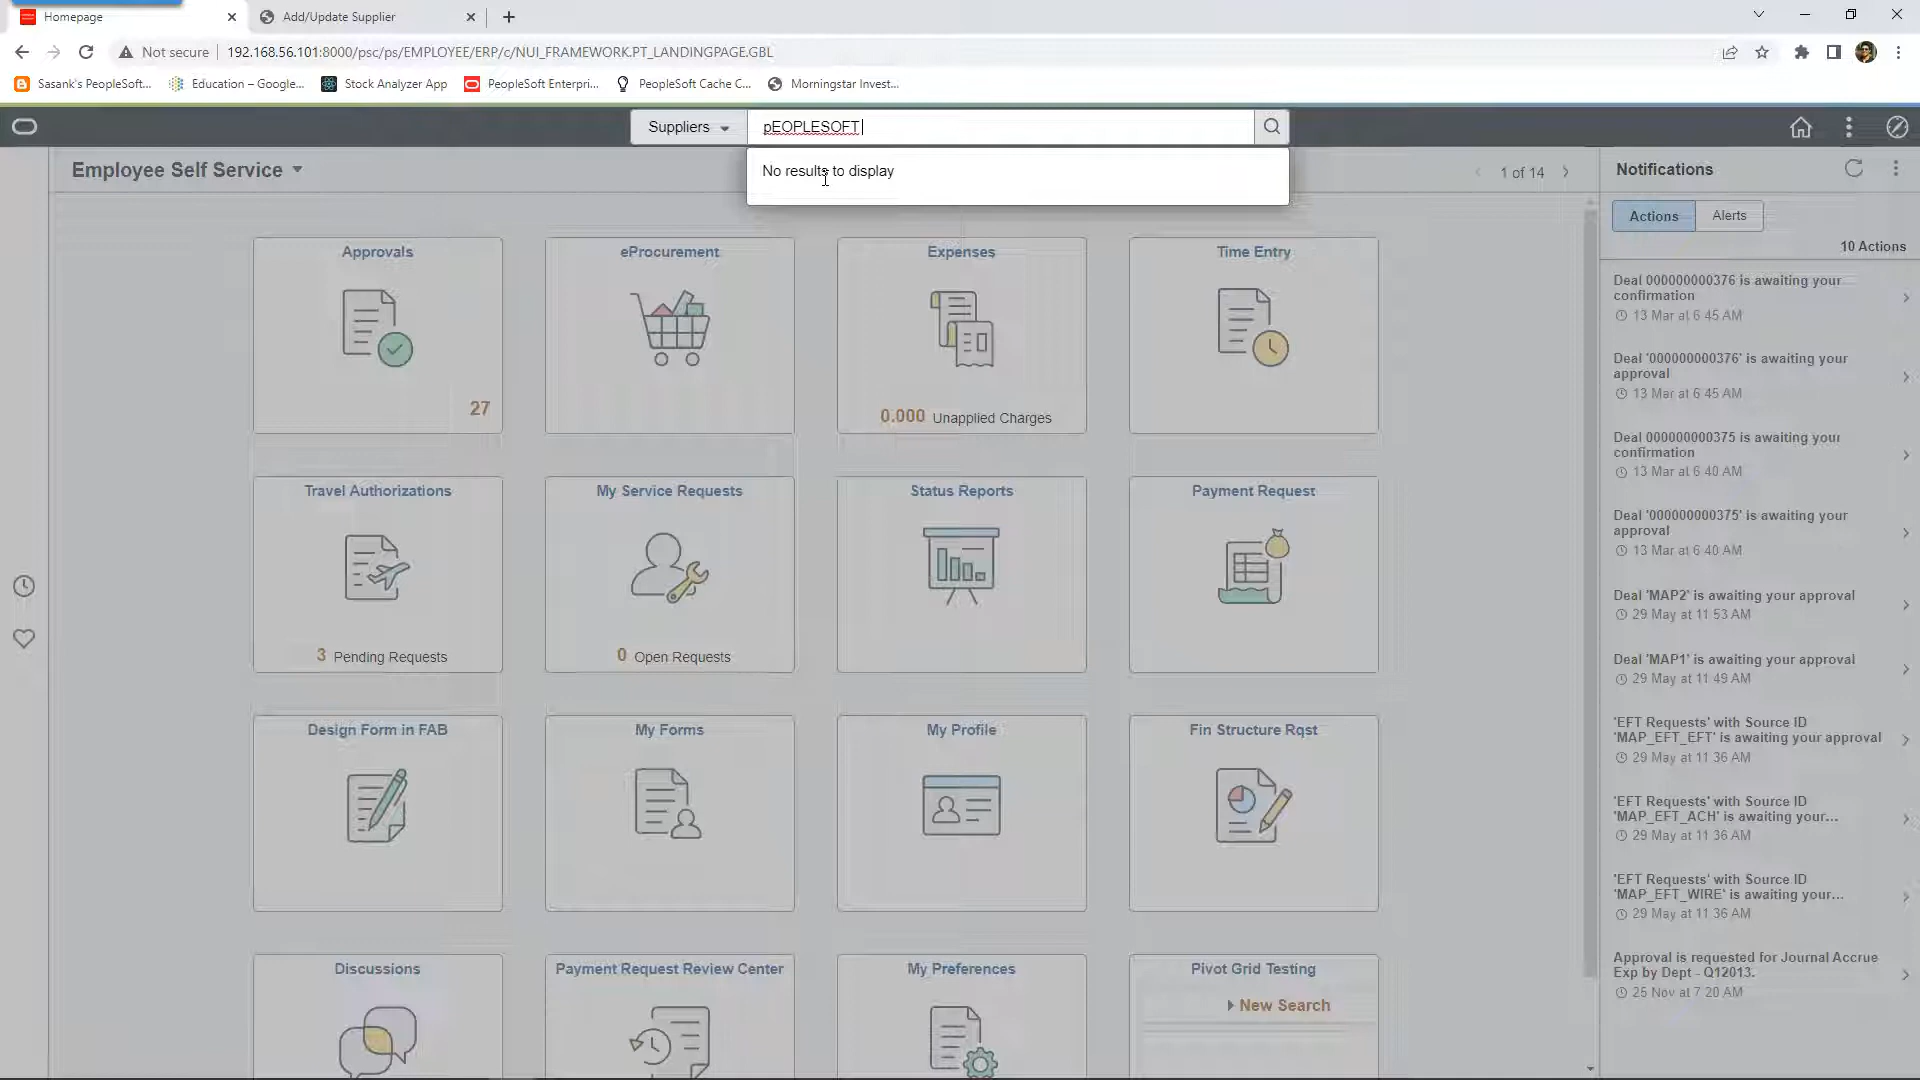 Homepage
Add/Update Supplier
Not secure
192.168.56.101:8000/psc/ps/EMPLOYEE/ERP/c/NUI_FRAMEWORK.PT_LANDINGPAGE.GBL
Sasank's PeopleSoft...
Education – Google...
Stock Analyzer App
PeopleSoft Enterpri...
PeopleSoft Cache C...
Morningstar Invest...
Suppliers
pEOPLESOFT
No results to display
Employee Self Service
1 of 14
Approvals
27
eProcurement
Expenses
0.000 Unapplied Charges
Time Entry
Travel Authorizations
3 Pending Requests
My Service Requests
0 Open Requests
Status Reports
Payment Request
Design Form in FAB
My Forms
My Profile
Fin Structure Rqst
Discussions
Payment Request Review Center
My Preferences
Pivot Grid Testing
New Search
Notifications
Actions
Alerts
10 Actions
Deal 000000000376 is awaiting your
confirmation
13 Mar at 6 45 AM
Deal '000000000376' is awaiting your
approval
13 Mar at 6:45 AM
Deal 000000000375 is awaiting your
confirmation
13 Mar at 6 40 AM
Deal '000000000375' is awaiting your
approval
13 Mar at 6 40 AM
Deal 'MAP2' is awaiting your approval
29 May at 11 53 AM
Deal 'MAP1' is awaiting your approval
29 May at 11 49 AM
'EFT Requests' with Source ID
'MAP_EFT_EFT' is awaiting your approval
29 May at 11 36 AM
'EFT Requests' with Source ID
'MAP_EFT_ACH' is awaiting your...
29 May at 11 36 AM
'EFT Requests' with Source ID
'MAP_EFT_WIRE' is awaiting your...
29 May at 11 36 AM
Approval is requested for Journal Accrue
Exp by Dept - Q12013.
25 Nov at 7 20 AM